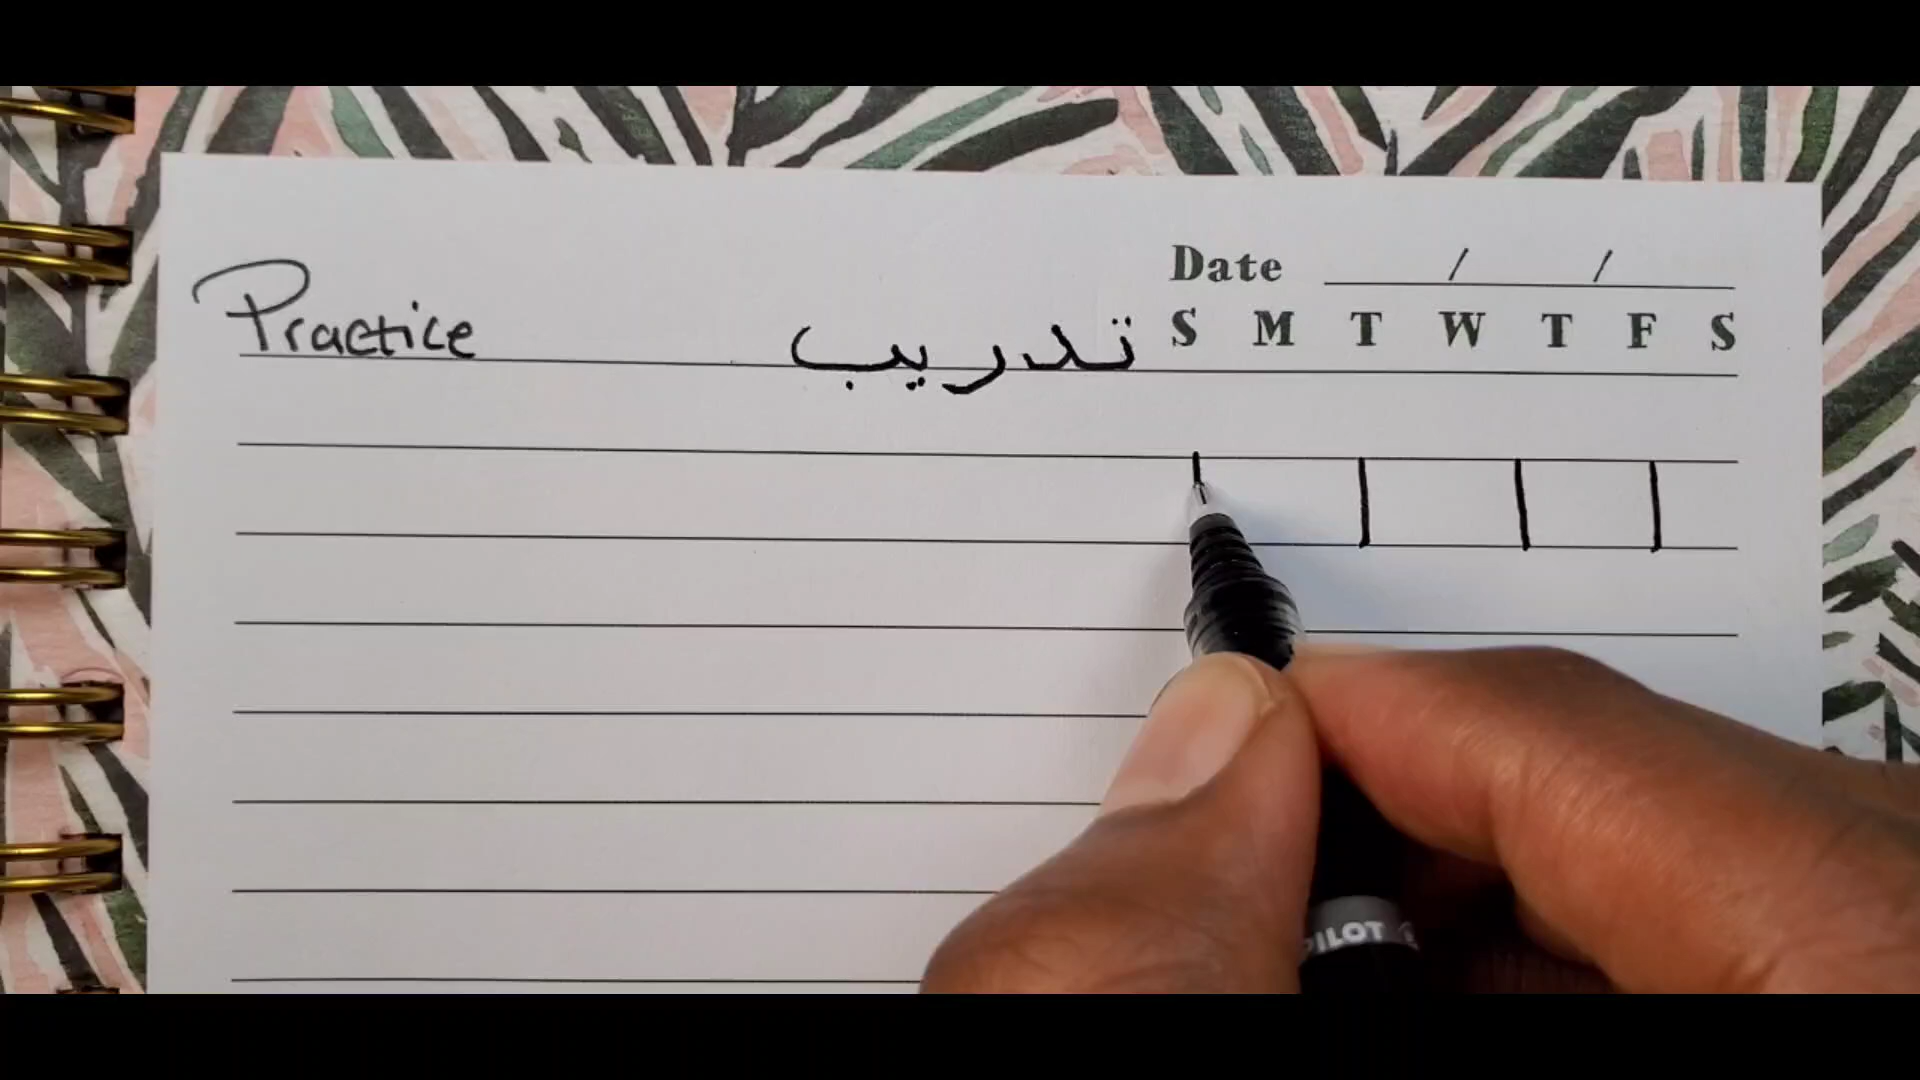 Date / /
S M T W T F S
Practice تدريب
ا ا ا ا
PILOT